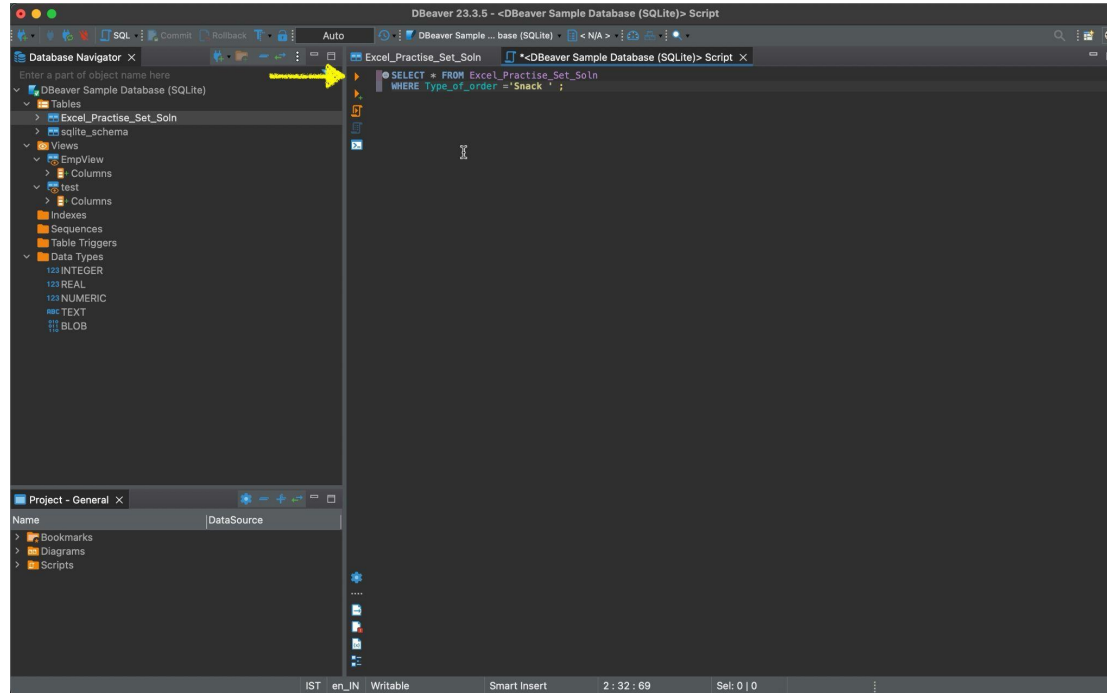 DBeaver 23.3.5 - <DBeaver Sample Database (SQLite)> Script
SQL Commit Rollback Auto DBeaver Sample ... base (SQLite) < N/A >
Database Navigator
Enter a part of object name here
DBeaver Sample Database (SQLite)
Tables
Excel_Practise_Set_Soln
sqlite_schema
Views
EmpView
Columns
test
Columns
Indexes
Sequences
Table Triggers
Data Types
123 INTEGER
123 REAL
123 NUMERIC
ABC TEXT
BLOB
Project - General
Name DataSource
Bookmarks
Diagrams
Scripts
Excel_Practise_Set_Soln *<DBeaver Sample Database (SQLite)> Script
SELECT * FROM Excel_Practise_Set_Soln
WHERE Type_of_order ='Snack ' ;
IST en_IN Writable Smart Insert 2 : 32 : 69 Sel: 0 | 0